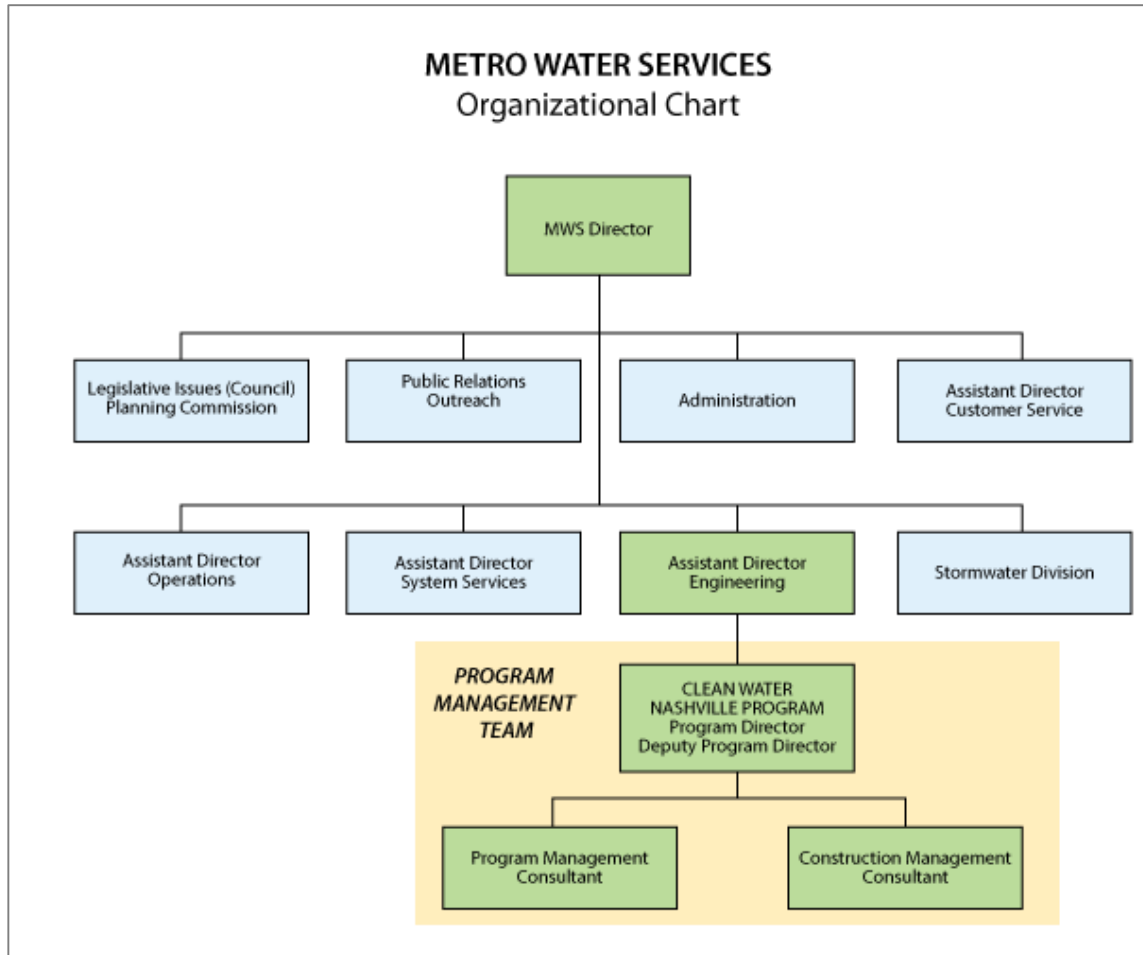 METRO WATER SERVICES
Organizational Chart
MWS Director
Legislative Issues (Council)
Planning Commission
Public Relations
Outreach
Administration
Assistant Director
Customer Service
Assistant Director
Operations
Assistant Director
System Services
Assistant Director
Engineering
Stormwater Division
PROGRAM
MANAGEMENT
TEAM
CLEAN WATER
NASHVILLE PROGRAM
Program Director
Deputy Program Director
Program Management
Consultant
Construction Management
Consultant